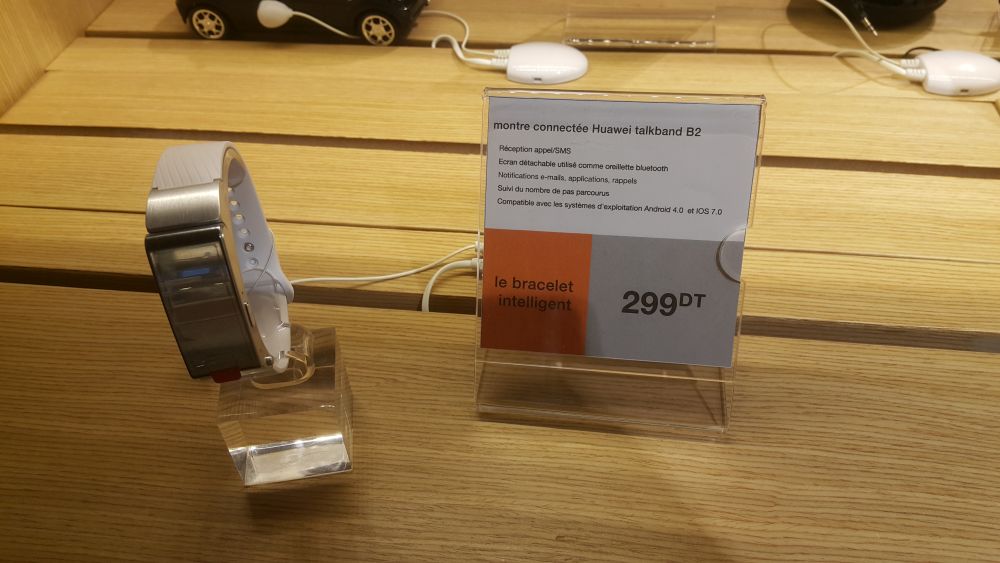 montre connectée Huawei talkband B2
Réception appel/SMS
Ecran détachable utilisé comme oreillette bluetooth
Notifications e-mails, applications, rappels
Suivi du nombre de pas parcourus
Compatible avec les systèmes d'exploitation Android 4.0 et IOS 7.0
le bracelet
intelligent
299DT